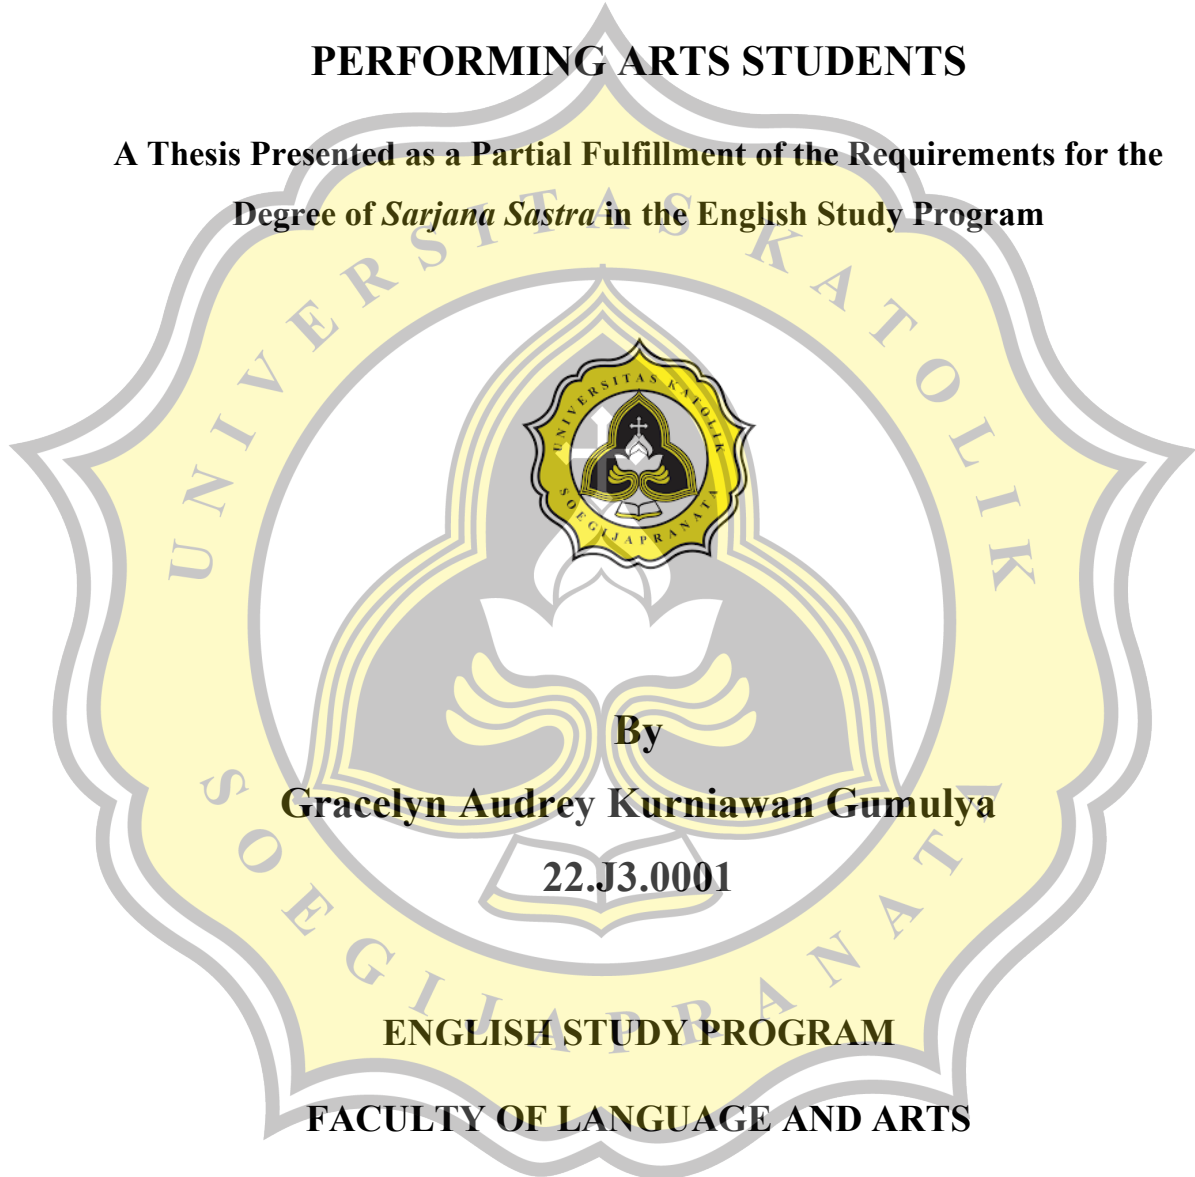 PERFORMING ARTS STUDENTS
A Thesis Presented as a Partial Fulfillment of the Requirements for the
Degree of Sarjana Sastra in the English Study Program
UNIVERSITAS KATOLIK
SOEGIJAPRANATA
UNIVERSITAS KATOLIK
SOEGIJAPRANATA
By
Gracelyn Audrey Kurniawan Gumulya
22.J3.0001
ENGLISH STUDY PROGRAM
FACULTY OF LANGUAGE AND ARTS